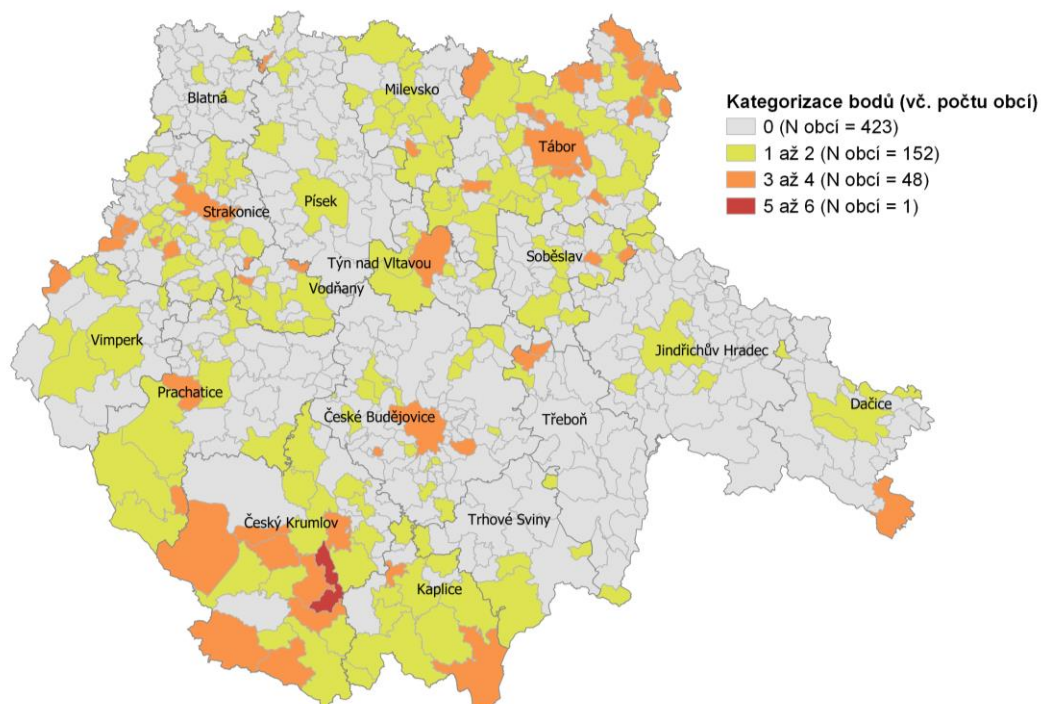 Kategorizace bodů (vč. počtu obcí)
0 (N obcí = 423)
1 až 2 (N obcí = 152)
3 až 4 (N obcí = 48)
5 až 6 (N obcí = 1)
Blatná
Milevsko
Tábor
Strakonice
Písek
Týn nad Vltavou
Soběslav
Vodňany
Vimperk
Jindřichův Hradec
Prachatice
České Budějovice
Třeboň
Dačice
Český Krumlov
Trhové Sviny
Kaplice